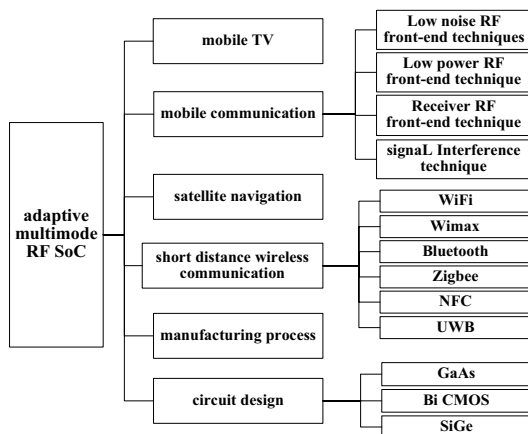 adaptive
multimode
RF SoC
mobile TV
mobile communication
Low noise RF
front-end techniques
Low power RF
front-end technique
Receiver RF
front-end technique
signaL Interference
technique
satellite navigation
short distance wireless
communication
WiFi
Wimax
Bluetooth
Zigbee
NFC
UWB
manufacturing process
circuit design
GaAs
Bi CMOS
SiGe